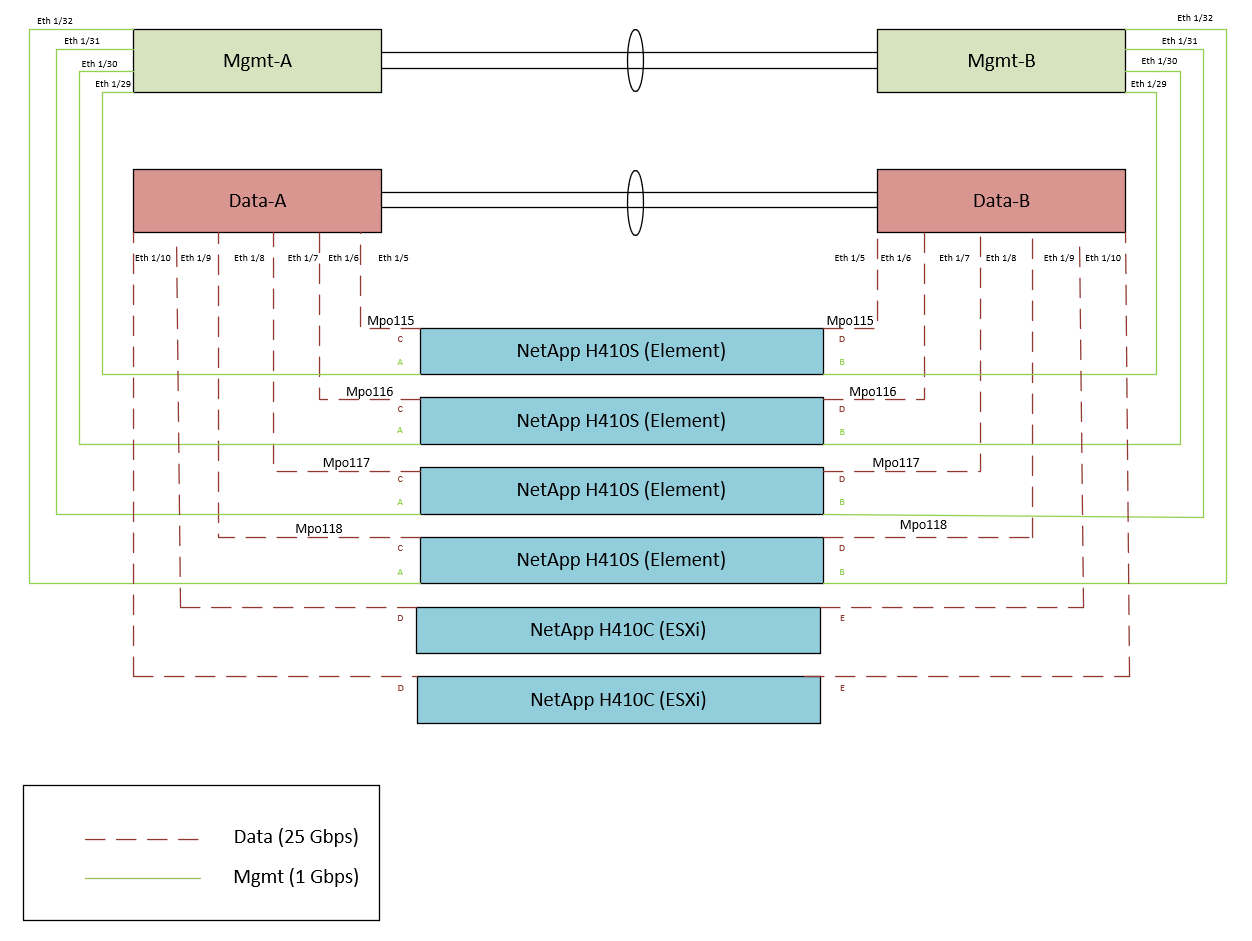 Eth 1/32
Eth 1/32
Eth 1/31
Eth 1/31
Eth 1/30
Eth 1/30
Mgmt-A
Mgmt-B
Eth 1/29
Eth 1/29
Data-A
Data-B
Eth 1/10
Eth 1/9
Eth 1/8
Eth 1/7
Eth 1/6
Eth 1/5
Eth 1/5
Eth 1/6
Eth 1/7
Eth 1/8
Eth 1/9
Eth 1/10
Mpo115
Mpo115
C
D
NetApp H410S (Element)
A
B
Mpo116
Mpo116
C
D
NetApp H410S (Element)
A
B
Mpo117
Mpo117
C
D
NetApp H410S (Element)
A
B
Mpo118
Mpo118
C
D
NetApp H410S (Element)
A
B
D
E
NetApp H410C (ESXi)
D
E
NetApp H410C (ESXi)
Data (25 Gbps)
Mgmt (1 Gbps)